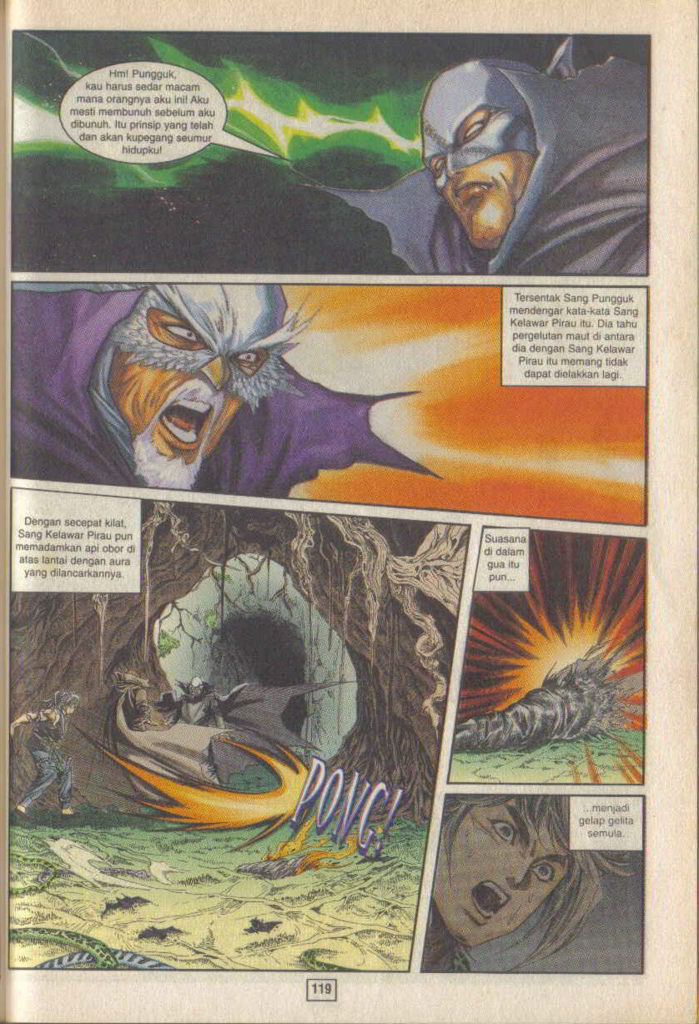 Hm! Pungguk,
kau harus sedar macam
mana orangnya aku ini! Aku
mesti membunuh sebelum aku
dibunuh. Itu prinsip yang telah
dan akan kupegang seumur
hidupku!
Tersentak Sang Pungguk
mendengar kata-kata Sang
Kelawar Pirau itu. Dia tahu
pergelutan maut di antara
dia dengan Sang Kelawar
Pirau itu memang tidak
dapat dielakkan lagi.
Dengan secepat kilat,
Sang Kelawar Pirau pun
memadamkan api obor di
atas lantai dengan aura
yang dilancarkannya.
PONG!
Suasana
di dalam
gua itu
pun...
...menjadi
gelap gelita
semula.
119